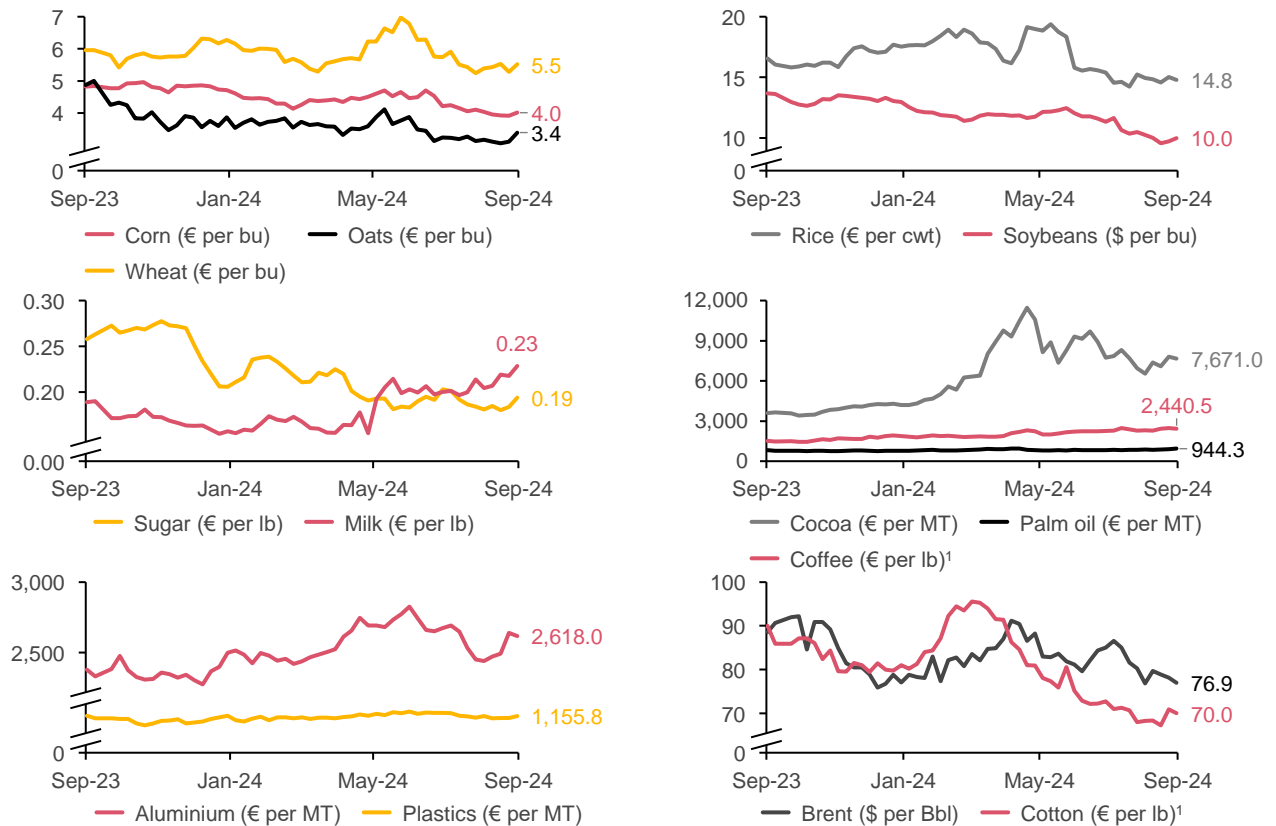 7
6
5
4
0
5.5
4.0
3.4
Sep-23 Jan-24 May-24 Sep-24
Corn (€ per bu) Oats (€ per bu)
Wheat (€ per bu)
20
15
10
0
14.8
10.0
Sep-23 Jan-24 May-24 Sep-24
Rice (€ per cwt) Soybeans ($ per bu)
0.30
0.25
0.20
0.00
0.23
0.19
Sep-23 Jan-24 May-24 Sep-24
Sugar (€ per lb) Milk (€ per lb)
12,000
9,000
6,000
3,000
0
7,671.0
2,440.5
944.3
Sep-23 Jan-24 May-24 Sep-24
Cocoa (€ per MT) Palm oil (€ per MT)
Coffee (€ per lb)¹
3,000
2,500
0
2,618.0
1,155.8
Sep-23 Jan-24 May-24 Sep-24
Aluminium (€ per MT) Plastics (€ per MT)
100
90
80
70
0
76.9
70.0
Sep-23 Jan-24 May-24 Sep-24
Brent ($ per Bbl) Cotton (€ per lb)¹